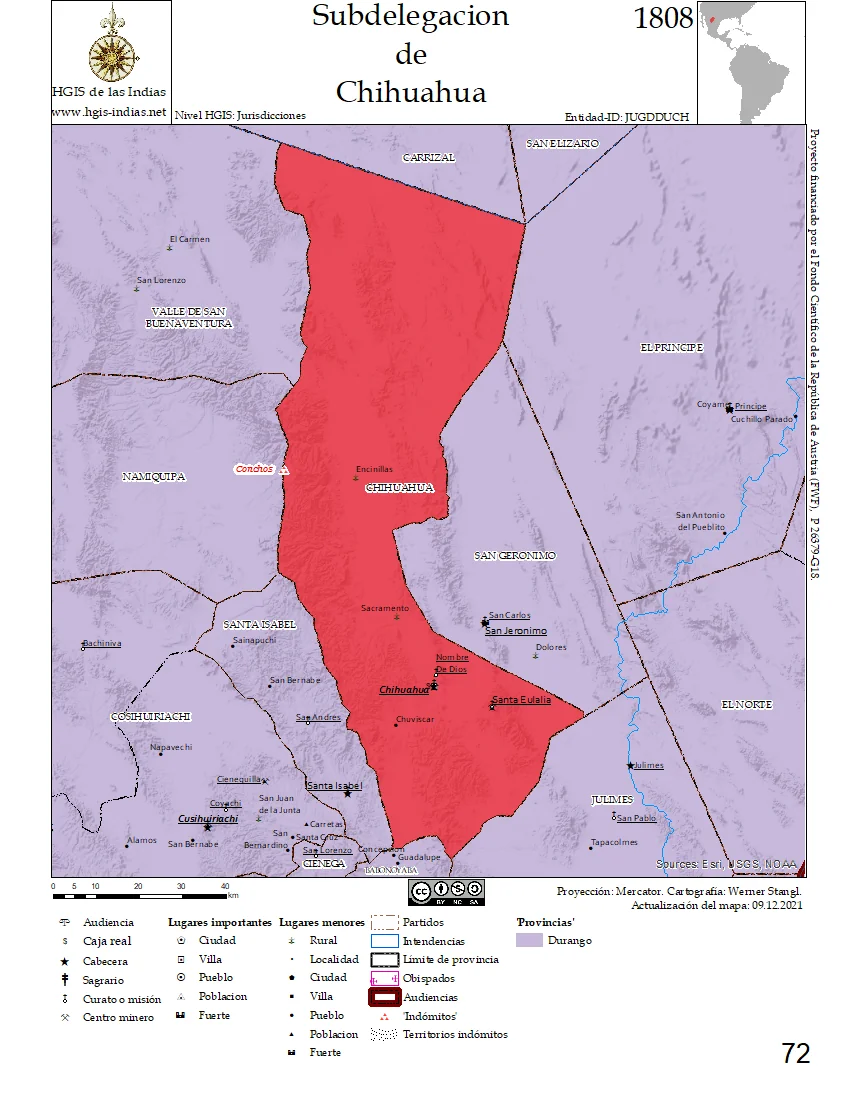 Subdelegacion
de
Chihuahua
1808
HGIS de las Indias
www.hgis-indias.net
Nivel HGIS: Jurisdicciones
Entidad-ID: JUGDDUCH
Proyecto financiado por el Fondo Científico de la República de Austria (FWF), P 26379-G18.
CARRIZAL
SAN ELIZARIO
El Carmen
San Lorenzo
VALLE DE SAN
BUENAVENTURA
EL PRINCIPE
Coyame
Principe
Cuchillo Parado
Conchos
Encinillas
NAMIQUIPA
CHIHUAHUA
San Antonio
del Pueblito
SAN GERONIMO
Sacramento
San Carlos
San Jeronimo
SANTA ISABEL
Sainapuchi
Bachiniva
Dolores
Nombre
De Dios
San Bernabe
Chihuahua
Santa Eulalia
EL NORTE
COSIHUIRIACHI
San Andres
Chuviscar
Napavechi
Julimes
Cienequilla
Santa Isabel
JULIMES
San Juan
de la Junta
Coyachi
Cusihuiriachi
San Pablo
Carretas
San
Bernardino
Santa Cruz
Alamos
San Bernabe
San Lorenzo
Concepcion
Tapacolmes
Guadalupe
CIENEGA
BABONOYABA
Sources: Esri, USGS, NOAA
0 5 10 20 30 40
km
CC BY NC SA
Proyección: Mercator. Cartografía: Werner Stangl.
Actualización del mapa: 09.12.2021
Audiencia
Caja real
Cabecera
Sagrario
Curato o misión
Centro minero
Lugares importantes
Ciudad
Villa
Pueblo
Poblacion
Fuerte
Lugares menores
Rural
Localidad
Ciudad
Villa
Pueblo
Poblacion
Fuerte
Partidos
Intendencias
Límite de provincia
Obispados
Audiencias
'Indómitos'
Territorios indómitos
'Provincias'
Durango
72